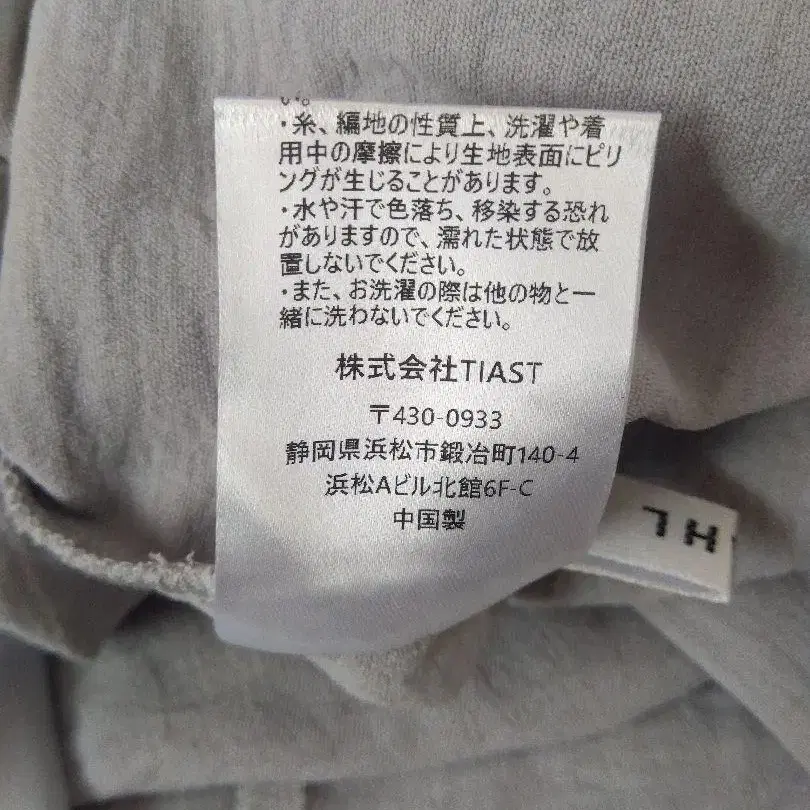 い。
・糸、編地の性質上、洗濯や着
用中の摩擦により生地表面にピリ
ングが生じることがあります。
・水や汗で色落ち、移染する恐れ
がありますので、濡れた状態で放
置しないでください。
・また、お洗濯の際は他の物と一
緒に洗わないでください。
株式会社TIAST
〒430-0933
静岡県浜松市鍛冶町140-4
浜松Aビル北館6F-C
中国製